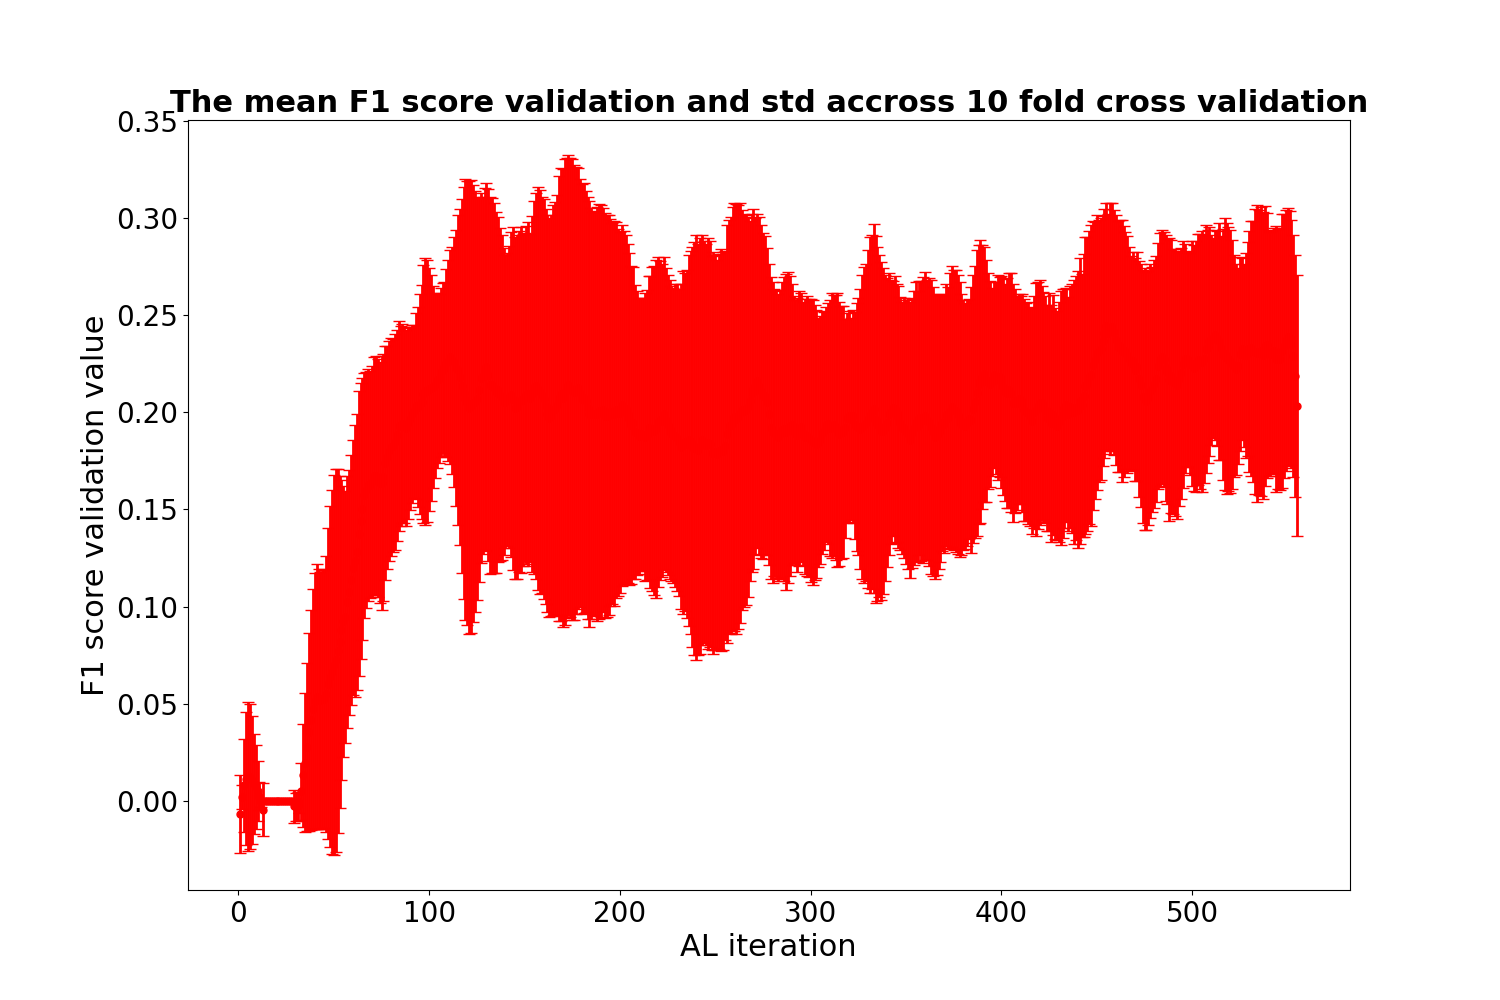 The mean F1 score validation and std accross 10 fold cross validation
0.35
0.30
0.25
0.20
0.15
0.10
0.05
0.00
F1 score validation value
0 100 200 300 400 500
AL iteration